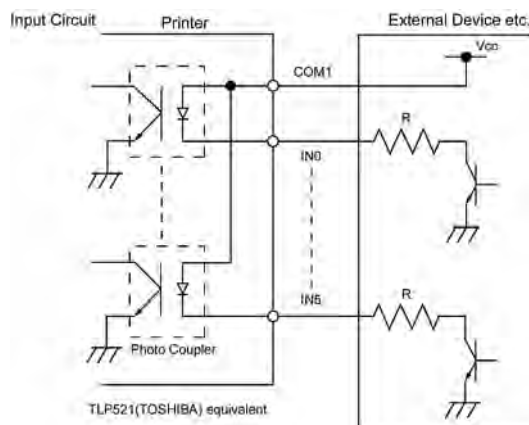 Input Circuit
Printer
External Device etc.
Vcc
COM1
R
IN0
R
IN5
Photo Coupler
TLP521(TOSHIBA) equivalent